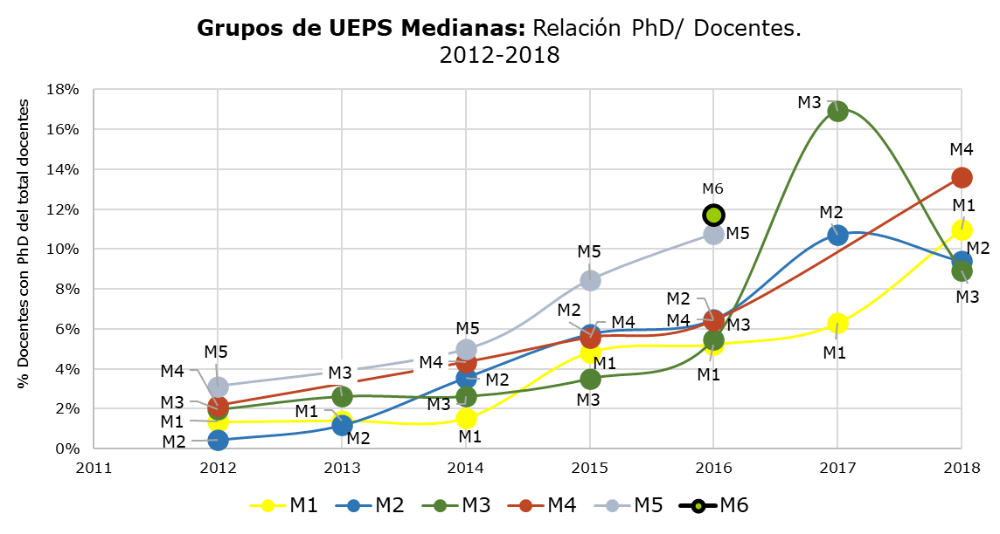 Grupos de UEPS Medianas: Relación PhD/ Docentes.
2012-2018
% Docentes con PhD del total docentes
18%
16%
14%
12%
10%
8%
6%
4%
2%
0%
2011
2012
2013
2014
2015
2016
2017
2018
M5
M4
M3
M1
M2
M3
M1
M2
M5
M4
M2
M3
M1
M5
M2
M4
M1
M3
M6
M5
M2
M4
M3
M1
M3
M2
M1
M4
M1
M2
M3
M1 M2 M3 M4 M5 M6